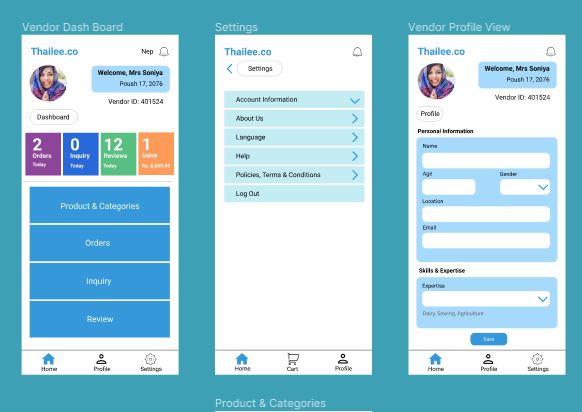 Vendor Dash Board
Thailee.co
Nep
Welcome, Mrs Soniya
Poush 17, 2076
Vendor ID: 401524
Dashboard
2
Orders
Today
0
Inquiry
Today
12
Reviews
Today
1
Sales
Rs. 8,000.00
Product & Categories
Orders
Inquiry
Review
Home
Profile
Settings
Settings
Thailee.co
Settings
Account Information
About Us
Language
Help
Policies, Terms & Conditions
Log Out
Home
Cart
Profile
Vendor Profile View
Thailee.co
Welcome, Mrs Soniya
Poush 17, 2076
Vendor ID: 401524
Profile
Personal Information
Name
Age
Gender
Location
Email
Skills & Expertise
Expertise
Dairy, Sewing, Agriculture
Save
Home
Profile
Settings
Product & Categories